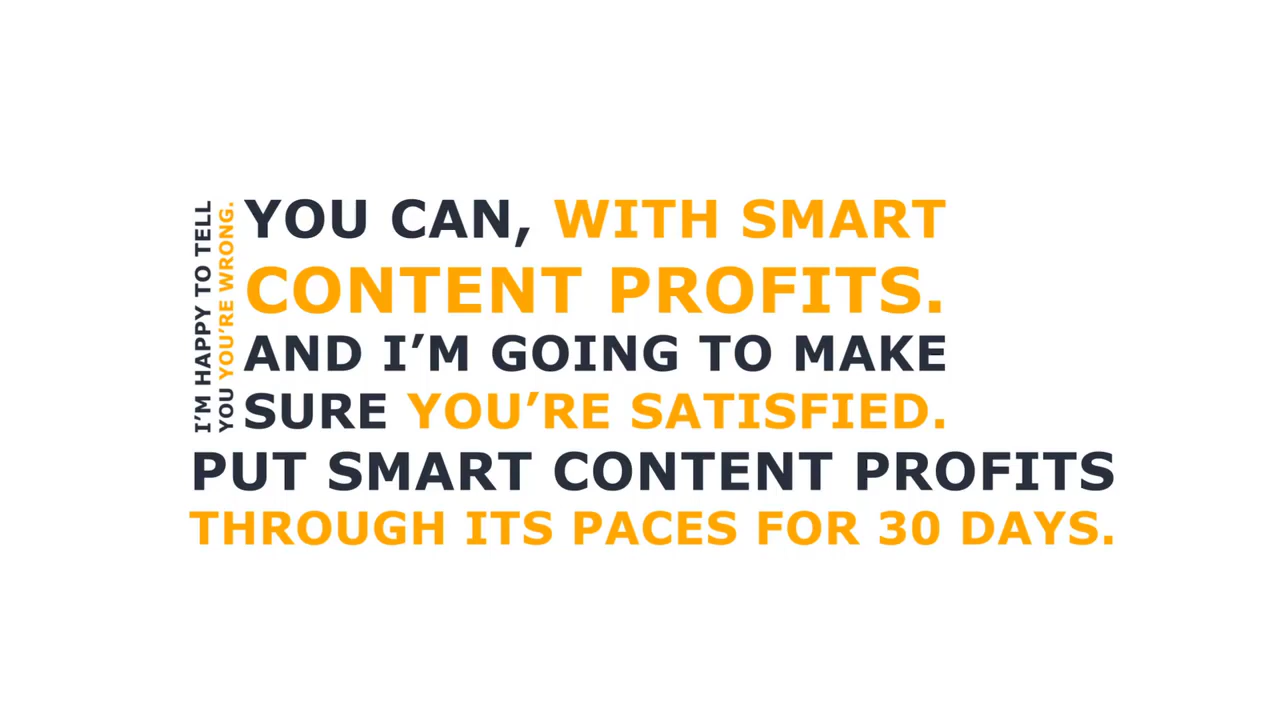 I’M HAPPY TO TELL
YOU YOU’RE WRONG.
YOU CAN, WITH SMART
CONTENT PROFITS.
AND I’M GOING TO MAKE
SURE YOU’RE SATISFIED.
PUT SMART CONTENT PROFITS
THROUGH ITS PACES FOR 30 DAYS.